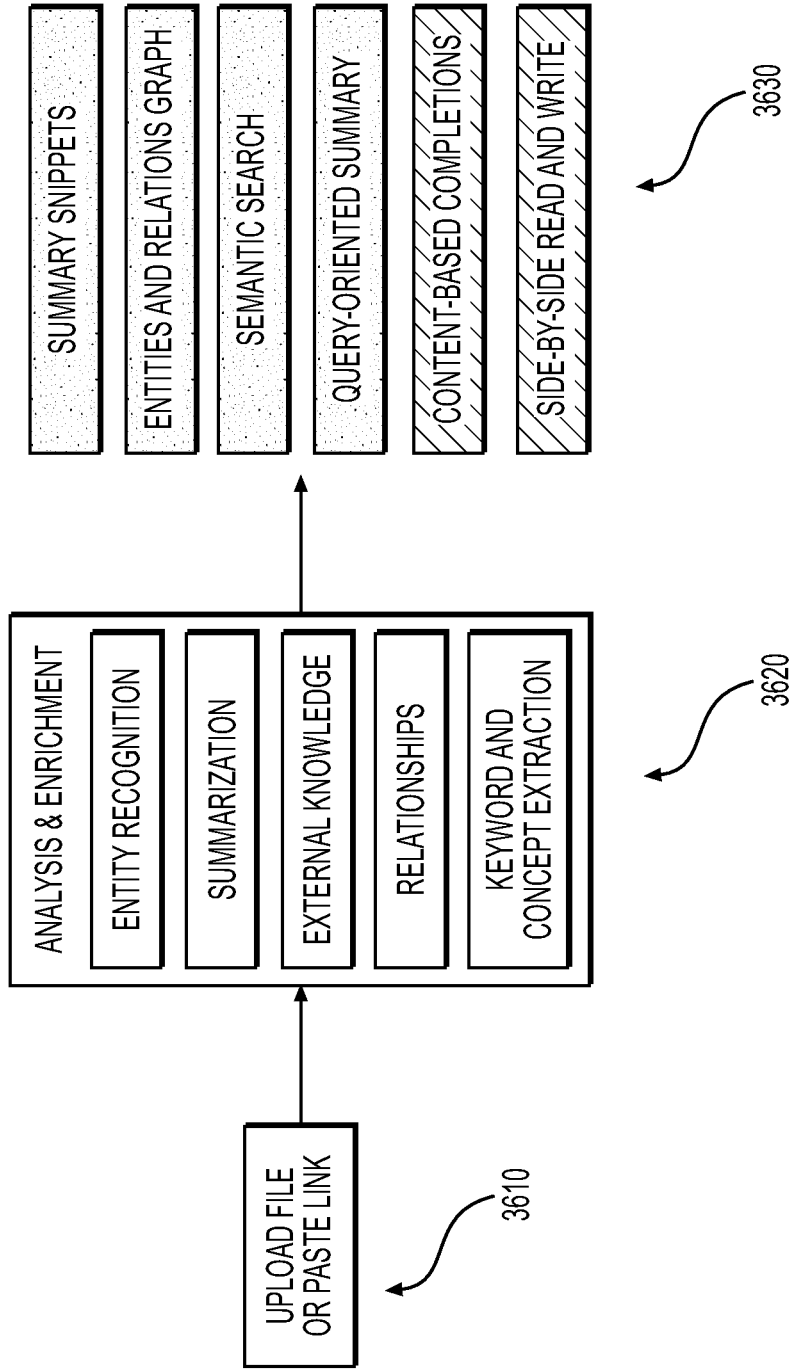 UPLOAD FILE
OR PASTE LINK
3610
ANALYSIS & ENRICHMENT
ENTITY RECOGNITION
SUMMARIZATION
EXTERNAL KNOWLEDGE
RELATIONSHIPS
KEYWORD AND
CONCEPT EXTRACTION
3620
SUMMARY SNIPPETS
ENTITIES AND RELATIONS GRAPH
SEMANTIC SEARCH
QUERY-ORIENTED SUMMARY
CONTENT-BASED COMPLETIONS
SIDE-BY-SIDE READ AND WRITE
3630